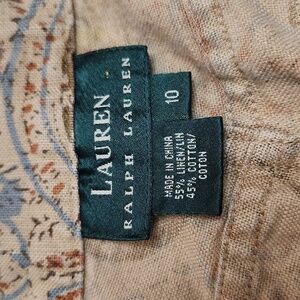 LAUREN
RALPH LAUREN
10
MADE IN CHINA
55% LINEN/LIN
45% COTTON/
COTON